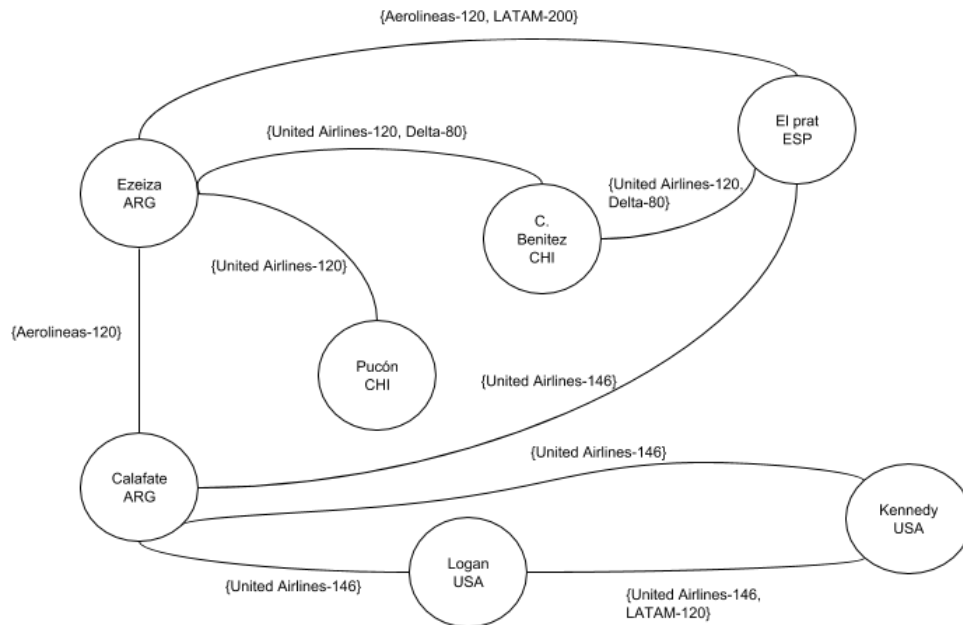 {Aerolineas-120, LATAM-200}
El prat
ESP
{United Airlines-120, Delta-80}
Ezeiza
ARG
{United Airlines-120,
Delta-80}
C.
Benitez
CHI
{United Airlines-120}
{Aerolineas-120}
Pucón
CHI
{United Airlines-146}
{United Airlines-146}
Calafate
ARG
Kennedy
USA
Logan
USA
{United Airlines-146}
{United Airlines-146,
LATAM-120}